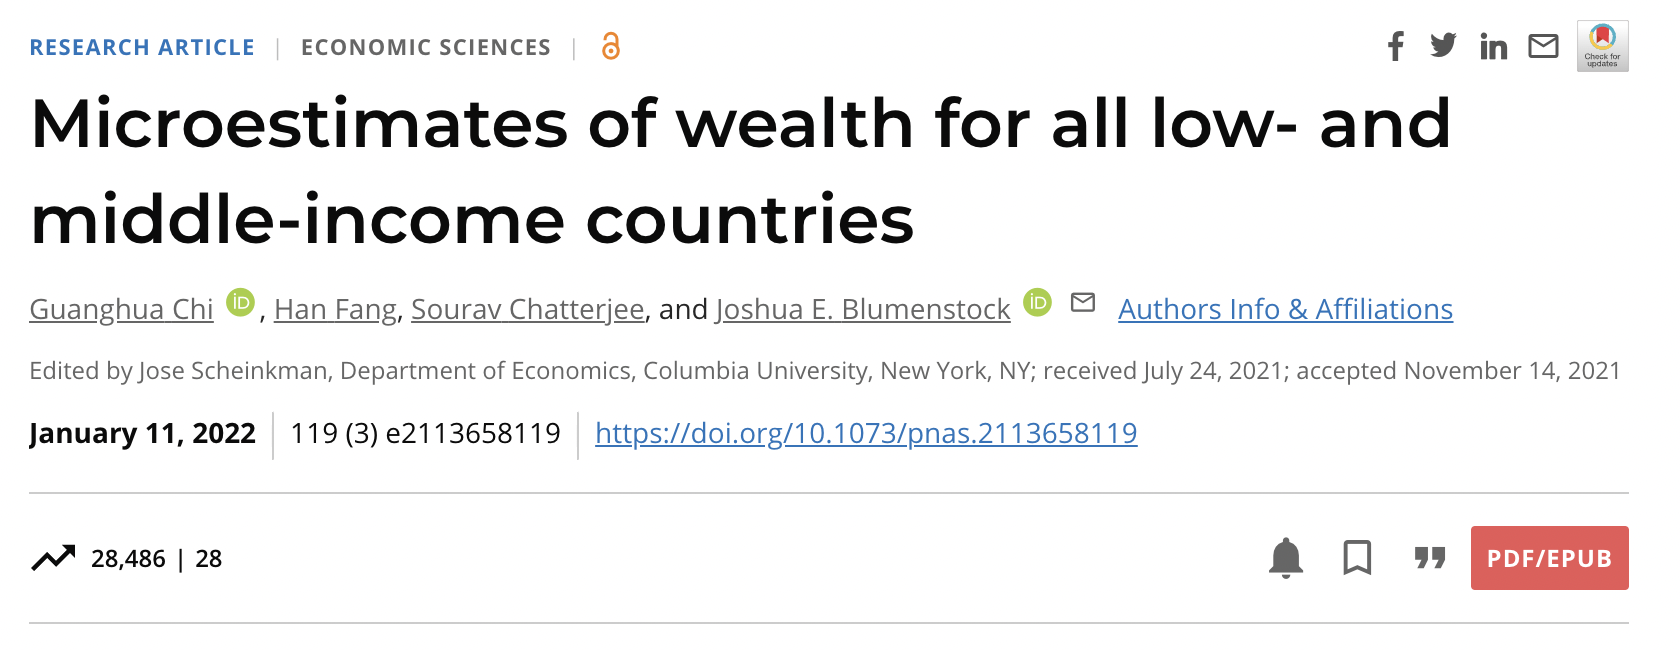 RESEARCH ARTICLE | ECONOMIC SCIENCES |
Check for
updates
Microestimates of wealth for all low- and
middle-income countries
Guanghua Chi iD, Han Fang, Sourav Chatterjee, and Joshua E. Blumenstock iD Authors Info & Affiliations
Edited by Jose Scheinkman, Department of Economics, Columbia University, New York, NY; received July 24, 2021; accepted November 14, 2021
January 11, 2022 | 119 (3) e2113658119 | https://doi.org/10.1073/pnas.2113658119
28,486 | 28
PDF/EPUB